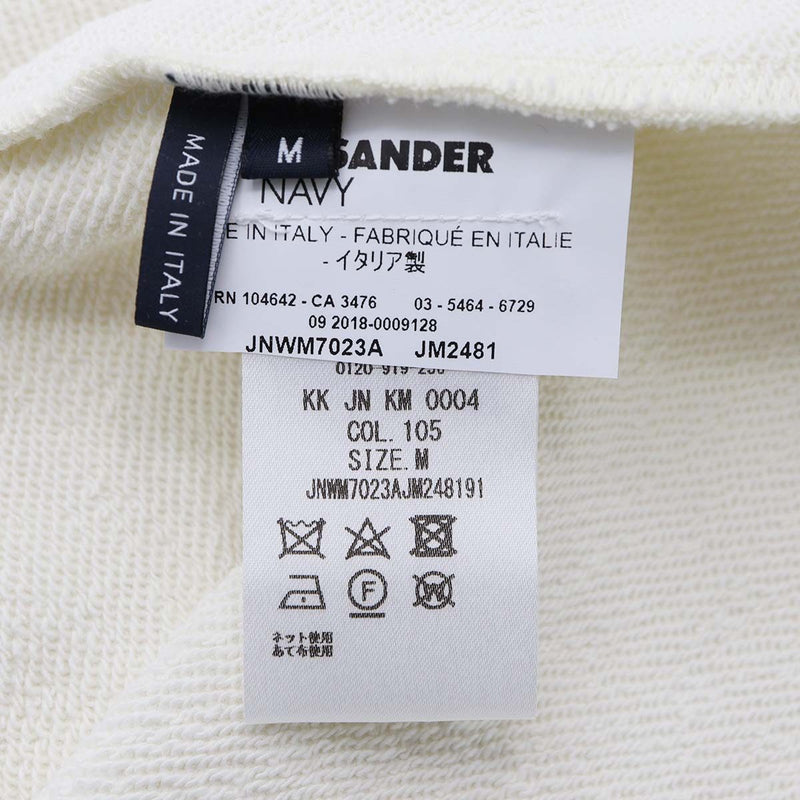 MADE IN ITALY
M
SANDER
NAVY
E IN ITALY - FABRIQUÉ EN ITALIE
- イタリア製
RN 104642 - CA 3476 03 - 5464 - 6729
09 2018-0009128
JNWM7023A JM2481
KK JN KM 0004
COL. 105
SIZE. M
JNWM7023AJM248191
F
W
ネット使用
あて布使用